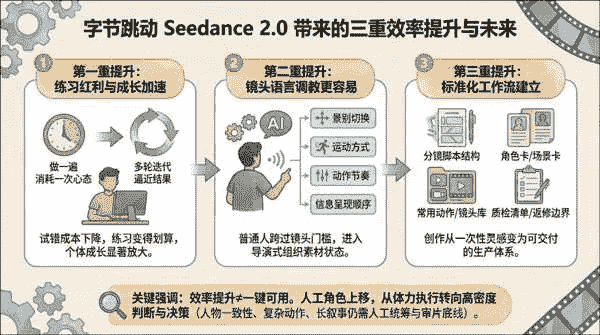 字节跳动 Seedance 2.0 带来的三重效率提升与未来
1
第一重提升：
练习红利与成长加速
做一遍
消耗一次心态
多轮迭代
逼近结果
试错成本下降，练习变得划算，
个体成长显著放大。
2
第二重提升：
镜头语言调教更容易
AI
景别切换
运动方式
动作节奏
信息呈现顺序
普通人跨过镜头门槛，进入
导演式组织素材状态。
3
第三重提升：
标准化工作流建立
分镜脚本结构
角色卡/场景卡
常用动作/镜头库
质检清单/返修边界
创作从一次性灵感变为可交付
的生产体系。
关键强调：效率提升≠一键可用。人工角色上移，从体力执行转向高密度
判断与决策（人物一致性、复杂动作、长叙事仍需人工统筹与审片底线）。